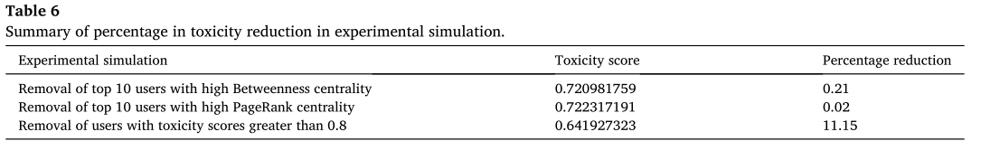 Table 6
Summary of percentage in toxicity reduction in experimental simulation.
Experimental simulation Toxicity score Percentage reduction
Removal of top 10 users with high Betweenness centrality 0.720981759 0.21
Removal of top 10 users with high PageRank centrality 0.722317191 0.02
Removal of users with toxicity scores greater than 0.8 0.641927323 11.15